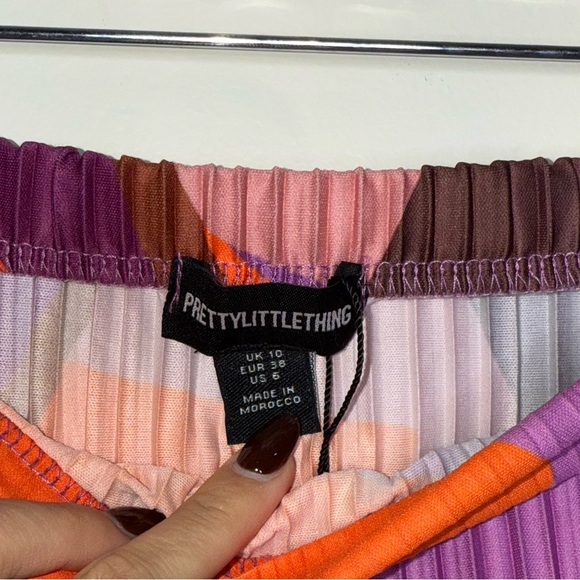 PRETTYLITTLETHING
UK 10
EUR 38
US 6
MADE IN
MOROCCO